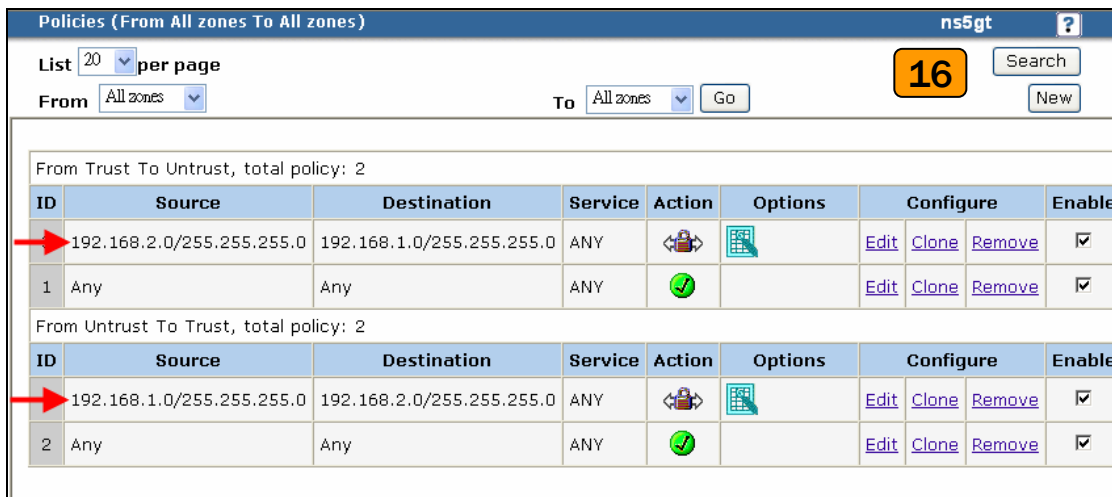 Policies (From All zones To All zones) ns5gt ?
List 20 per page 16 Search
From All zones To All zones Go New
From Trust To Untrust, total policy: 2
ID Source Destination Service Action Options Configure Enable
192.168.2.0/255.255.255.0 192.168.1.0/255.255.255.0 ANY Edit Clone Remove
1 Any Any ANY Edit Clone Remove
From Untrust To Trust, total policy: 2
ID Source Destination Service Action Options Configure Enable
192.168.1.0/255.255.255.0 192.168.2.0/255.255.255.0 ANY Edit Clone Remove
2 Any Any ANY Edit Clone Remove